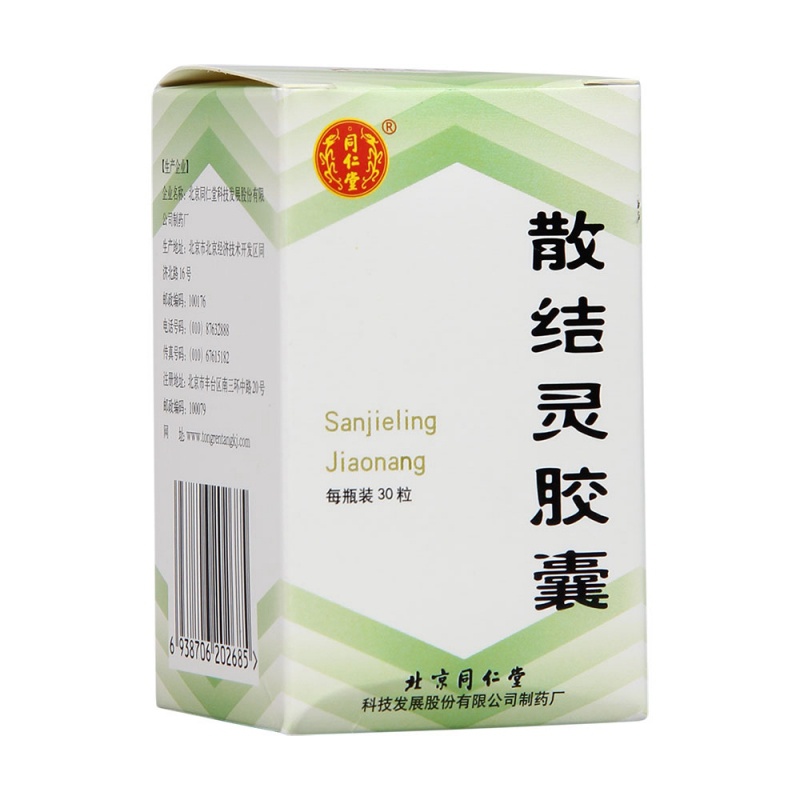 同仁堂
®
散结灵胶囊
Sanjieling
Jiaonang
每瓶装30粒
北京同仁堂
科技发展股份有限公司制药厂
【生产企业】
企业名称：北京同仁堂科技发展股份有限
公司制药厂
生产地址：北京市北京经济技术开发区同
济北路16号
邮政编码：100176
电话号码：(010) 87632888
传真号码：(010) 67615182
注册地址：北京市丰台区南三环中路20号
邮政编码：100079
网 址：www.tongrentangkj.com
6 938706 202685 >